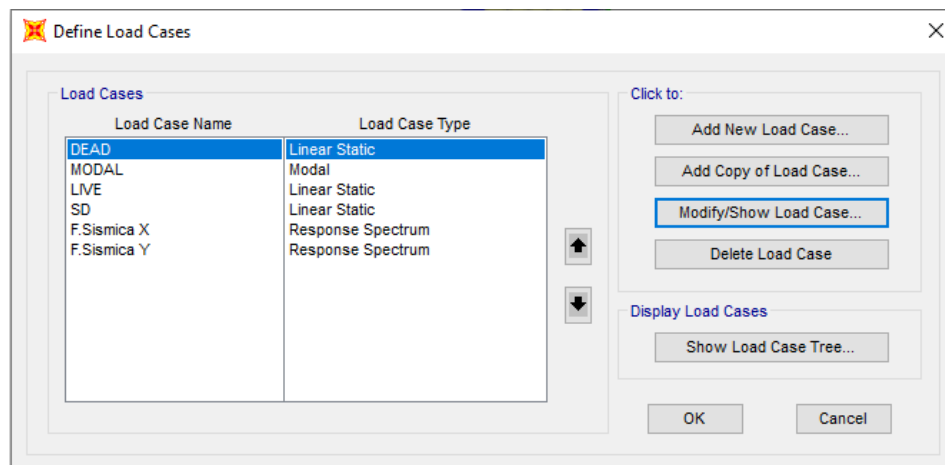 Define Load Cases
Load Cases
Click to:
Load Case Name Load Case Type
DEAD Linear Static
MODAL Modal
LIVE Linear Static
SD Linear Static
F.Sismica X Response Spectrum
F.Sismica Y Response Spectrum
Add New Load Case...
Add Copy of Load Case...
Modify/Show Load Case...
Delete Load Case
Display Load Cases
Show Load Case Tree...
OK Cancel